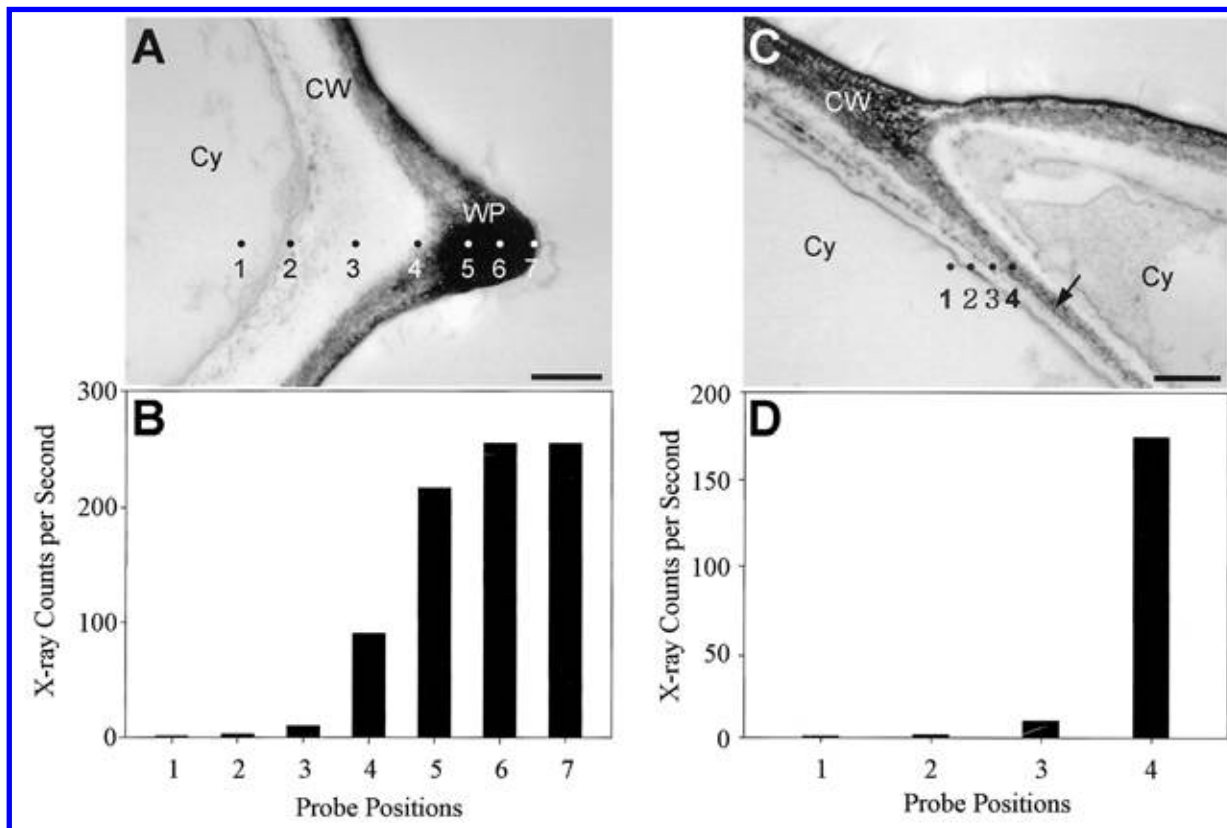 A
CW
Cy
WP
1 2 3 4 5 6 7
C
CW
Cy
Cy
1 2 3 4
B
300
200
100
0
X-ray Counts per Second
1 2 3 4 5 6 7
Probe Positions
D
200
150
100
50
0
X-ray Counts per Second
1 2 3 4
Probe Positions